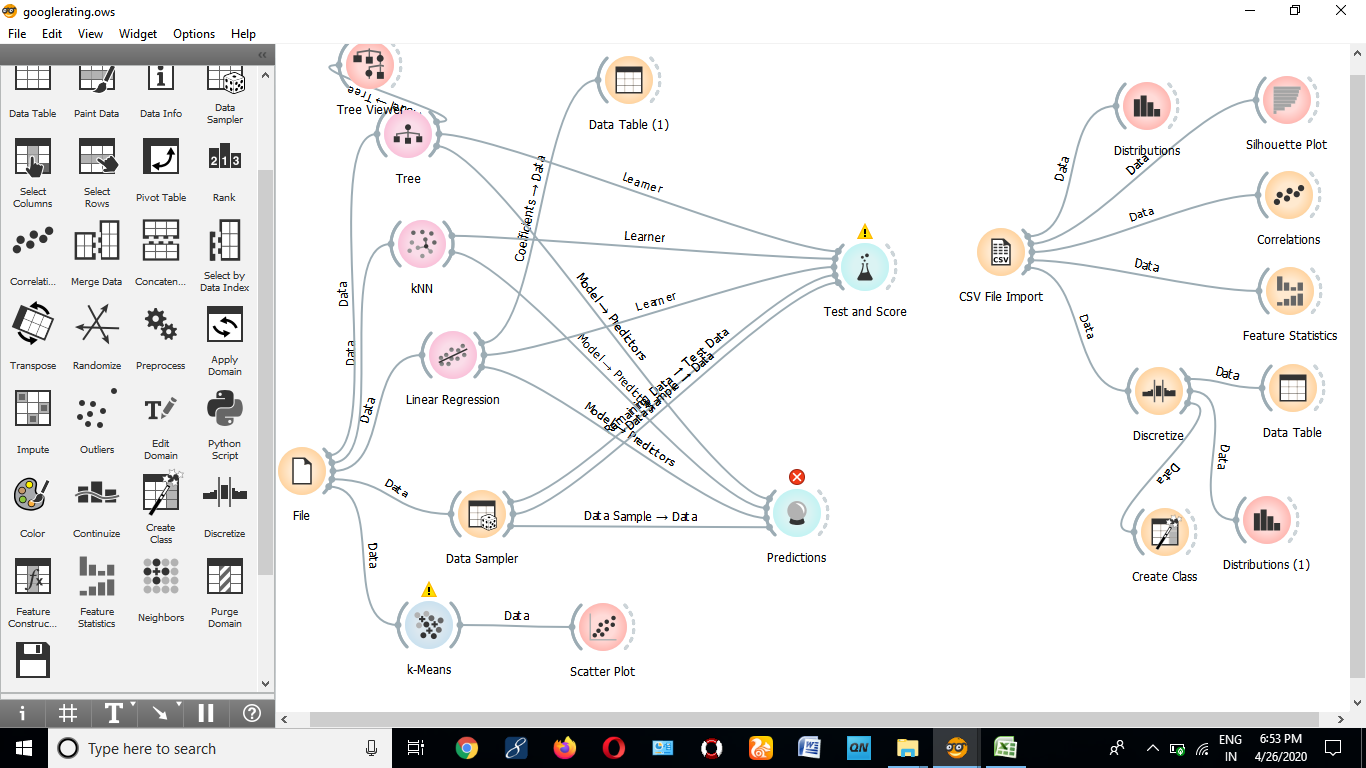 googlerating.ows
File Edit View Widget Options Help
Data Table
Paint Data
Data Info
Data
Sampler
Select
Columns
Select
Rows
Pivot Table
Rank
Correlati...
Merge Data
Concaten...
Select by
Data Index
Transpose
Randomize
Preprocess
Apply
Domain
Impute
Outliers
Edit
Domain
Python
Script
Color
Continuize
Create
Class
Discretize
Feature
Construc...
Feature
Statistics
Neighbors
Purge
Domain
Tree Viewer
Tree
Data Table (1)
Coefficients → Data
Learner
kNN
Learner
Data
Data
Linear Regression
Learner
Data
Model → Predictors
Model → Predictors
Model → Predictors
Test and Score
File
Data
Data Sampler
Data Sample → Data
Data Sample → Data
Predictions
Data
k-Means
Data
Scatter Plot
CSV File Import
Data
Distributions
Data
Silhouette Plot
Data
Correlations
Data
Feature Statistics
Data
Discretize
Data
Data Table
Data
Create Class
Data
Distributions (1)
Type here to search
ENG
IN
6:53 PM
4/26/2020